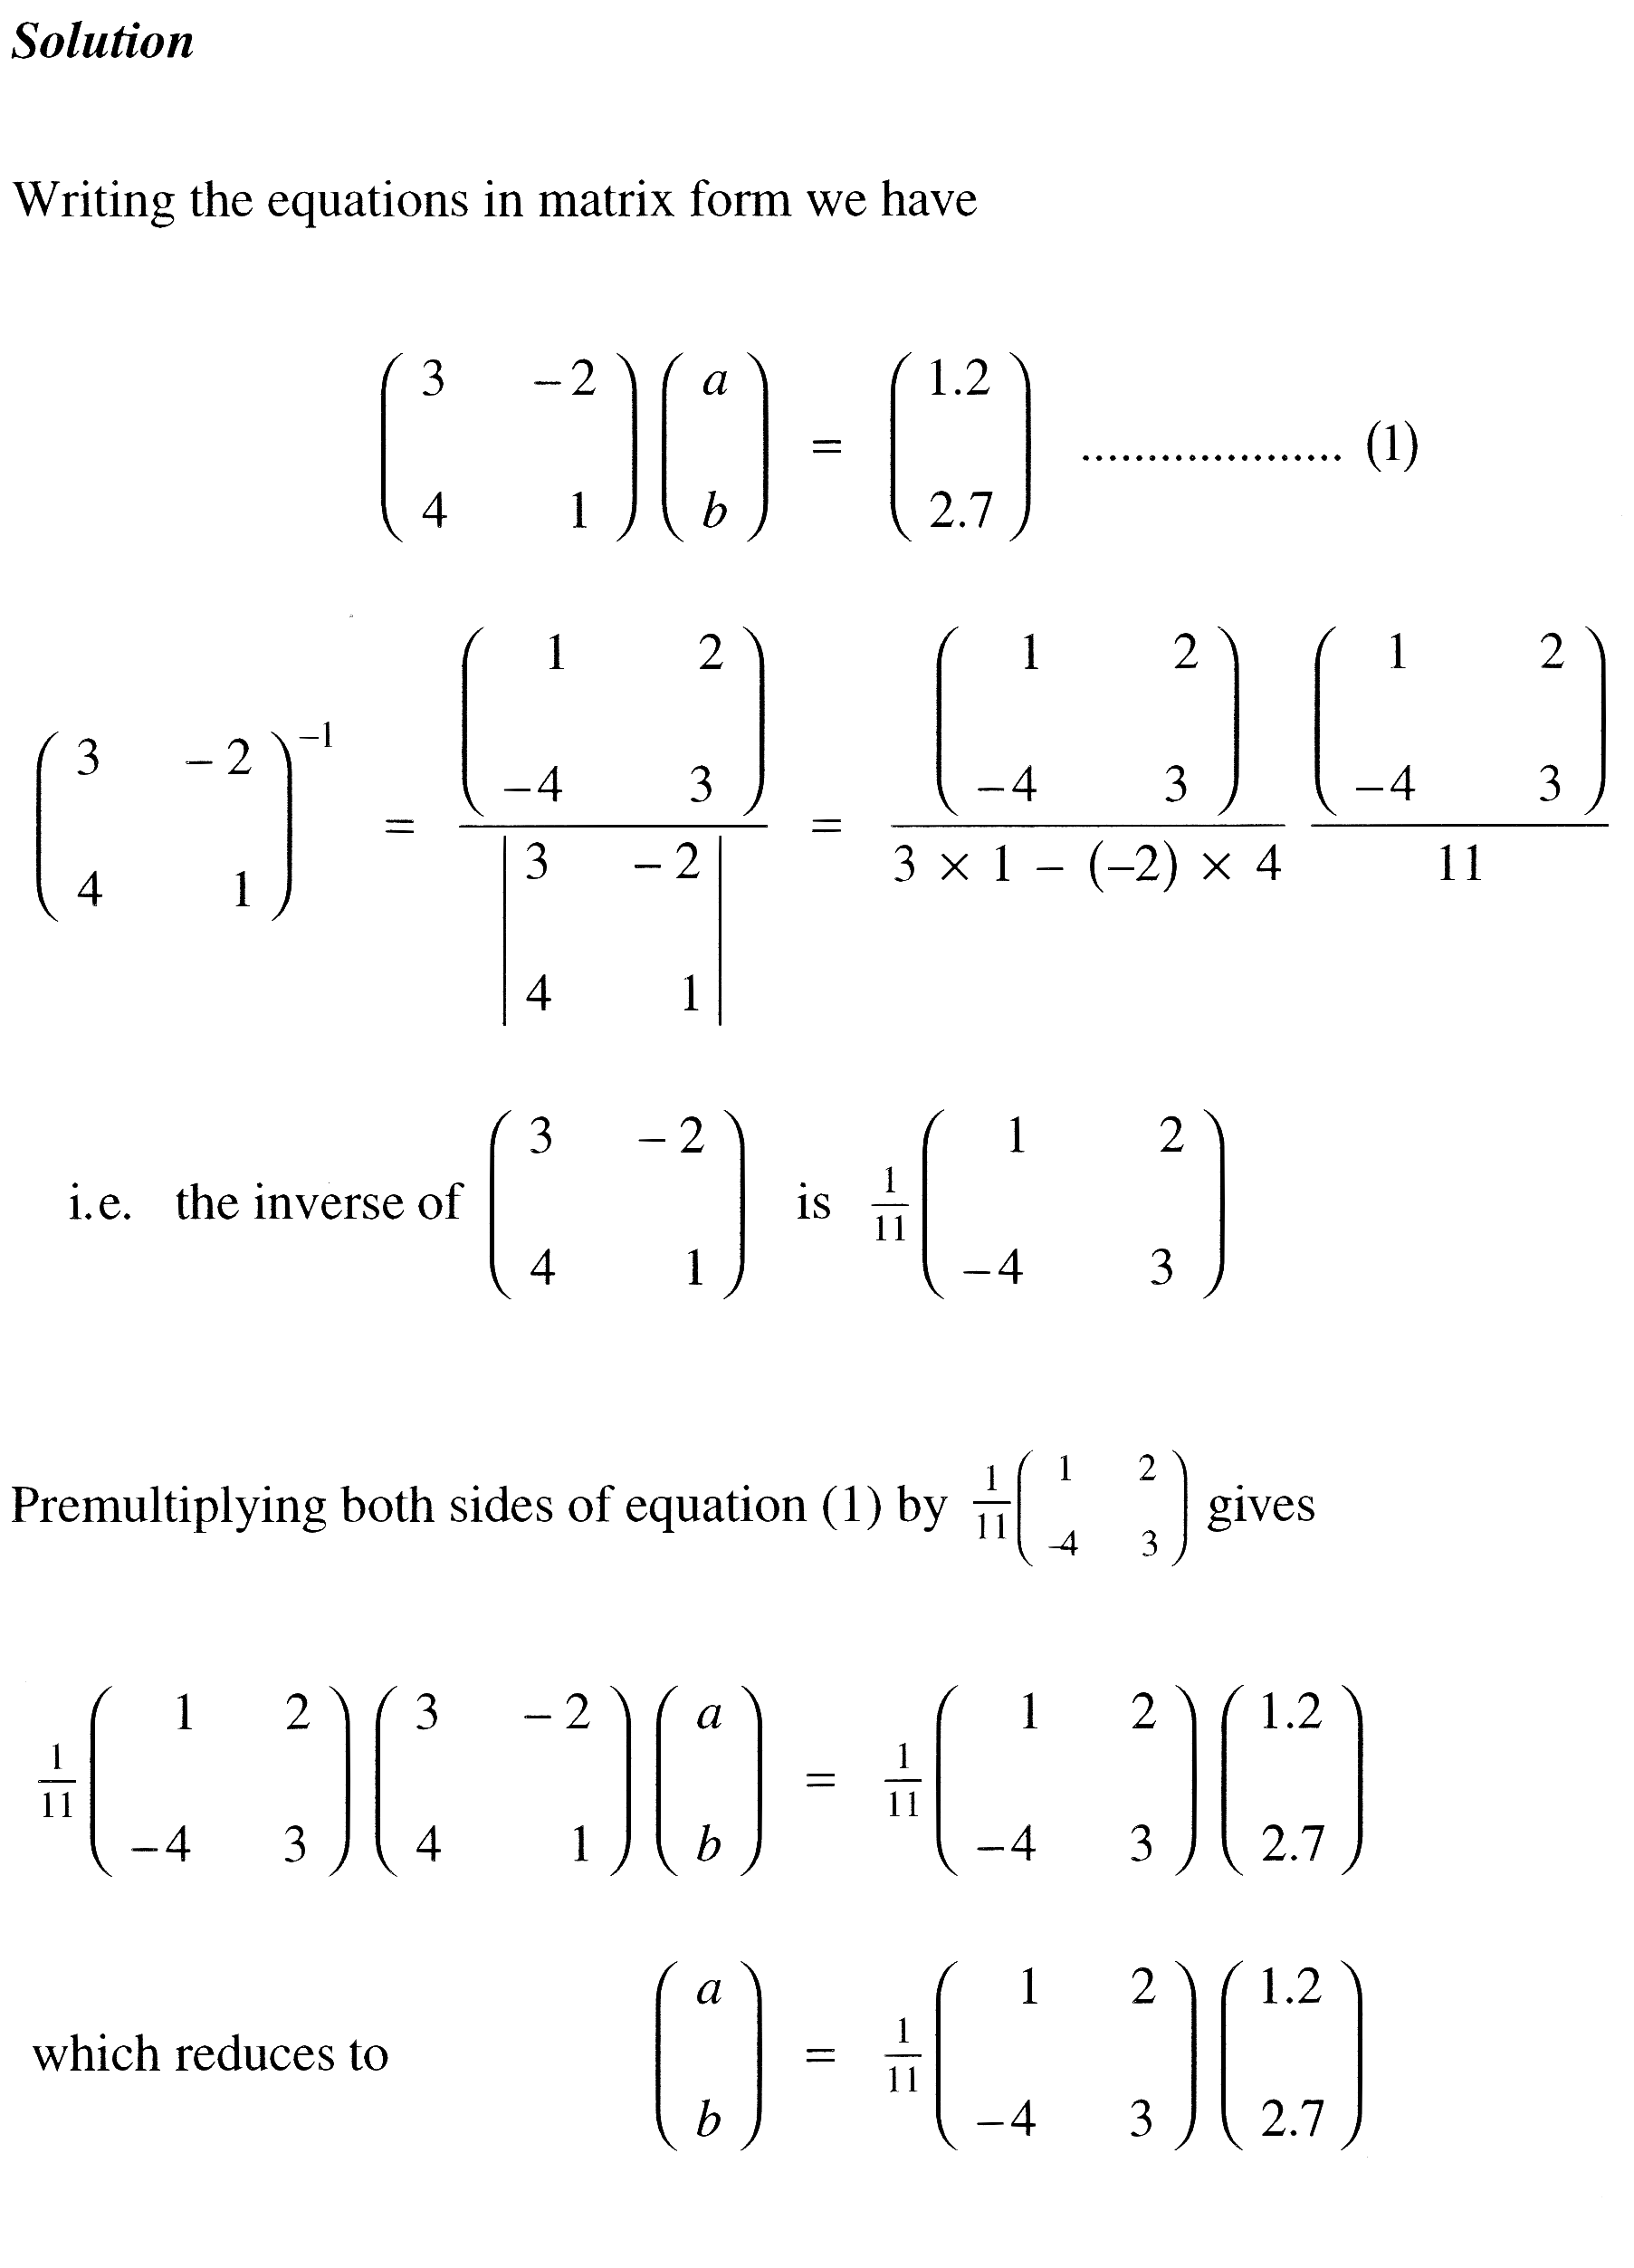 Solution
Writing the equations in matrix form we have
( 3 –2 ; 4 1 ) ( a ; b ) = ( 1.2 ; 2.7 ) .................... (1)
( 3 –2 ; 4 1 )⁻¹ = ( 1 2 ; –4 3 ) / | 3 –2 ; 4 1 | = ( 1 2 ; –4 3 ) / 3 × 1 – (–2) × 4 ( 1 2 ; –4 3 ) / 11
i.e. the inverse of ( 3 –2 ; 4 1 ) is 1/11 ( 1 2 ; –4 3 )
Premultiplying both sides of equation (1) by 1/11 ( 1 2 ; –4 3 ) gives
1/11 ( 1 2 ; –4 3 ) ( 3 –2 ; 4 1 ) ( a ; b ) = 1/11 ( 1 2 ; –4 3 ) ( 1.2 ; 2.7 )
which reduces to ( a ; b ) = 1/11 ( 1 2 ; –4 3 ) ( 1.2 ; 2.7 )